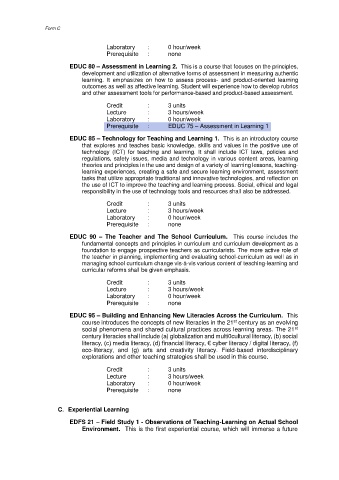 Form C
Laboratory : 0 hour/week
Prerequisite : none
EDUC 80 – Assessment in Learning 2. This is a course that focuses on the principles,
development and utilization of alternative forms of assessment in measuring authentic
learning. It emphasizes on how to assess process- and product-oriented learning
outcomes as well as affective learning. Student will experience how to develop rubrics
and other assessment tools for performance-based and product-based assessment.
Credit : 3 units
Lecture : 3 hours/week
Laboratory : 0 hour/week
Prerequisite : EDUC 75 – Assessment in Learning 1
EDUC 85 – Technology for Teaching and Learning 1. This is an introductory course
that explores and teaches basic knowledge, skills and values in the positive use of
technology (ICT) for teaching and learning. It shall include ICT laws, policies and
regulations, safety issues, media and technology in various content areas, learning
theories and principles in the use and design of a variety of learning lessons, teaching-
learning experiences, creating a safe and secure learning environment, assessment
tasks that utilize appropriate traditional and innovative technologies, and reflection on
the use of ICT to improve the teaching and learning process. Social, ethical and legal
responsibility in the use of technology tools and resources shall also be addressed.
Credit : 3 units
Lecture : 3 hours/week
Laboratory : 0 hour/week
Prerequisite : none
EDUC 90 – The Teacher and The School Curriculum. This course includes the
fundamental concepts and principles in curriculum and curriculum development as a
foundation to engage prospective teachers as curricularists. The more active role of
the teacher in planning, implementing and evaluating school-curriculum as well as in
managing school curriculum change vis-à-vis various content of teaching-learning and
curricular reforms shall be given emphasis.
Credit : 3 units
Lecture : 3 hours/week
Laboratory : 0 hour/week
Prerequisite : none
EDUC 95 – Building and Enhancing New Literacies Across the Curriculum. This
course introduces the concepts of new literacies in the 21st century as an evolving
social phenomena and shared cultural practices across learning areas. The 21st
century literacies shall include (a) globalization and multi0cultural literacy, (b) social
literacy, (c) media literacy, (d) financial literacy, € cyber literacy / digital literacy, (f)
eco-literacy, and (g) arts and creativity literacy. Field-based interdisciplinary
explorations and other teaching strategies shall be used in this course.
Credit : 3 units
Lecture : 3 hours/week
Laboratory : 0 hour/week
Prerequisite : none
C. Experiential Learning
EDFS 21 – Field Study 1 - Observations of Teaching-Learning on Actual School
Environment. This is the first experiential course, which will immerse a future